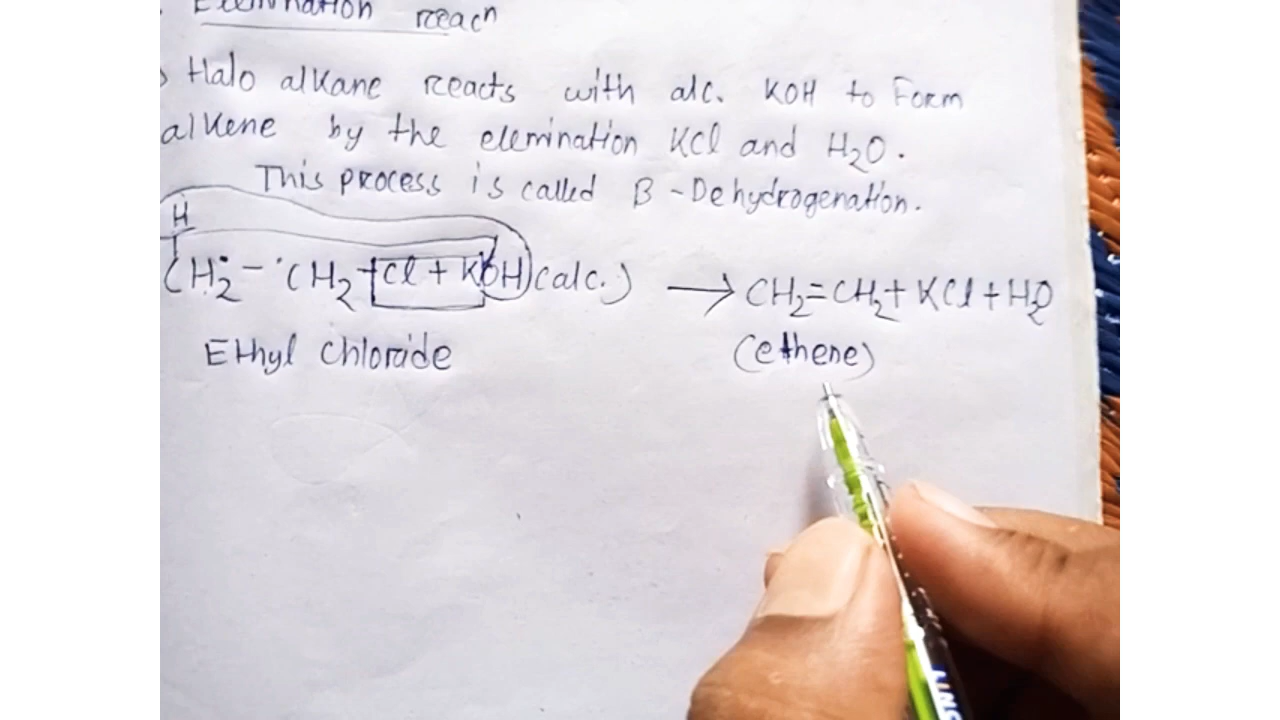 Elemination reacn
Halo alkane reacts with alc. KOH to Form
alkene by the elemination KCl and H₂O.
This process is called B-Dehydrogenation.
H
CH₂ - CH₂ - Cl + KOH (alc.) → CH₂=CH₂ + KCl + H₂O
Ethyl Chloride (ethene)